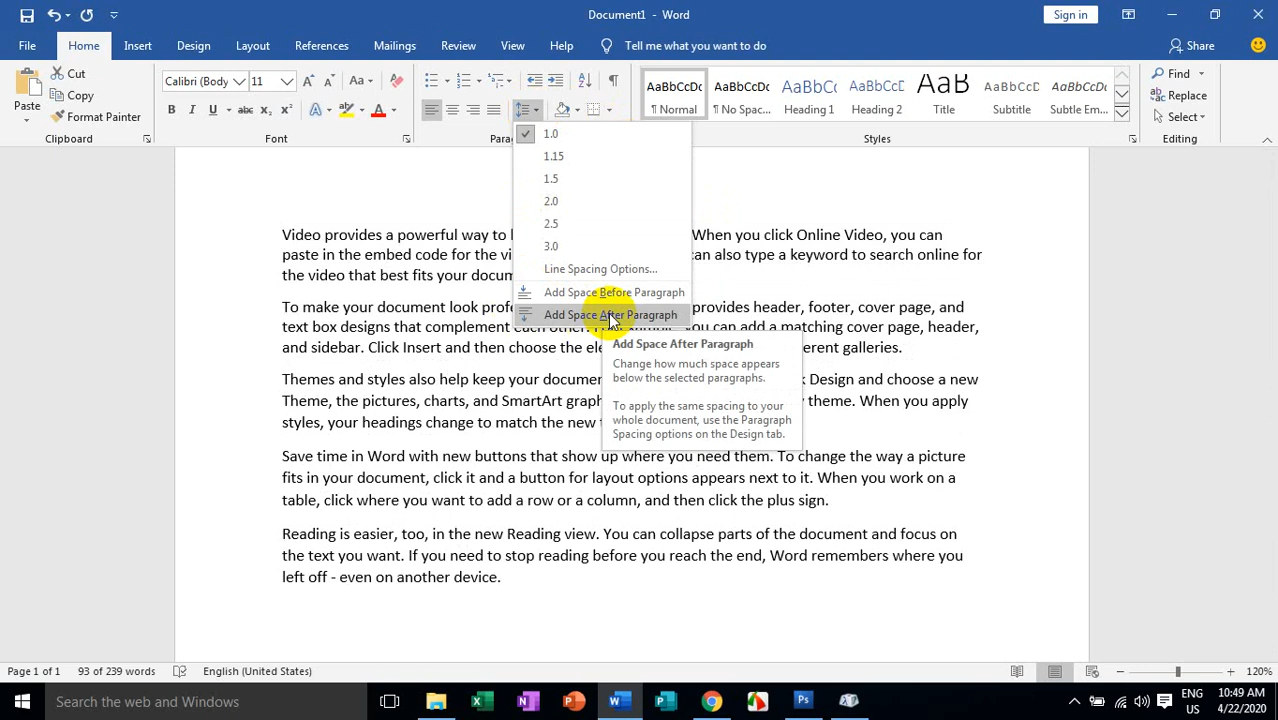 Document1 - Word
Sign in
File Home Insert Design Layout References Mailings Review View Help Tell me what you want to do Share
Cut
Copy
Format Painter
Paste
Clipboard
Calibri (Body 11
Font
AaBbCcDc AaBbCcDc AaBbC AaBbCcC AaB AaBbCcD AaBbCcDc
¶ Normal ¶ No Spac... Heading 1 Heading 2 Title Subtitle Subtle Em...
Styles
Find
Replace
Select
Editing
1.0
1.15
1.5
2.0
2.5
3.0
Line Spacing Options...
Add Space Before Paragraph
Add Space After Paragraph
Add Space After Paragraph
Change how much space appears
below the selected paragraphs.
To apply the same spacing to your
whole document, use the Paragraph
Spacing options on the Design tab.
Video provides a powerful way to When you click Online Video, you can
paste in the embed code for the can also type a keyword to search online for
the video that best fits your
To make your document look provides header, footer, cover page, and
text box designs that complement each you can add a matching cover page, header,
and sidebar. Click Insert and then choose the galleries.
Themes and styles also help keep your Design and choose a new
Theme, the pictures, charts, and SmartArt theme. When you apply
styles, your headings change to match the new
Save time in Word with new buttons that show up where you need them. To change the way a picture
fits in your document, click it and a button for layout options appears next to it. When you work on a
table, click where you want to add a row or a column, and then click the plus sign.
Reading is easier, too, in the new Reading view. You can collapse parts of the document and focus on
the text you want. If you need to stop reading before you reach the end, Word remembers where you
left off - even on another device.
Page 1 of 1 93 of 239 words English (United States) 120%
Search the web and Windows
ENG
US
10:49 AM
4/22/2020